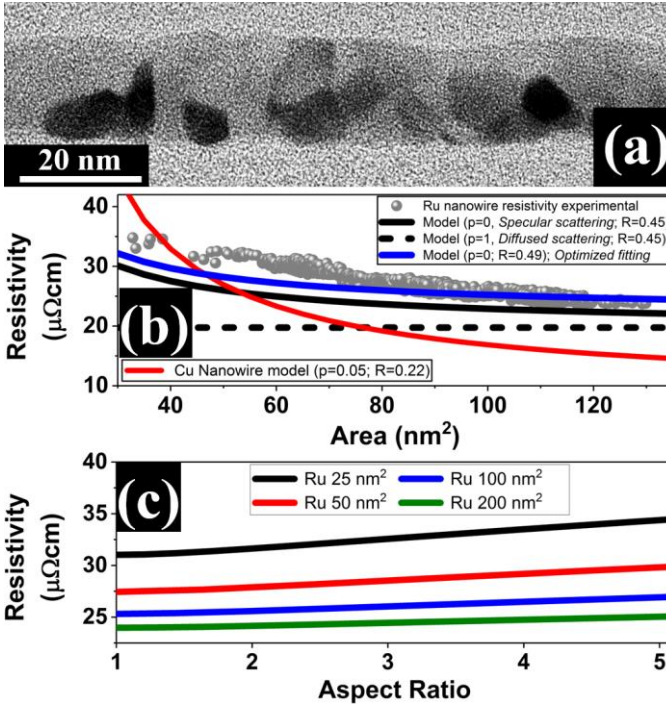 20 nm
(a)
40
30
20
10
Resistivity
(μΩcm)
Ru nanowire resistivity experimental
Model (p=0, Specular scattering; R=0.45
Model (p=1, Diffused scattering; R=0.45)
Model (p=0; R=0.49); Optimized fitting
(b)
Cu Nanowire model (p=0.05; R=0.22)
40 60 80 100 120
Area (nm²)
(c)
Ru 25 nm² Ru 100 nm²
Ru 50 nm² Ru 200 nm²
40
35
30
25
Resistivity
(μΩcm)
1 2 3 4 5
Aspect Ratio